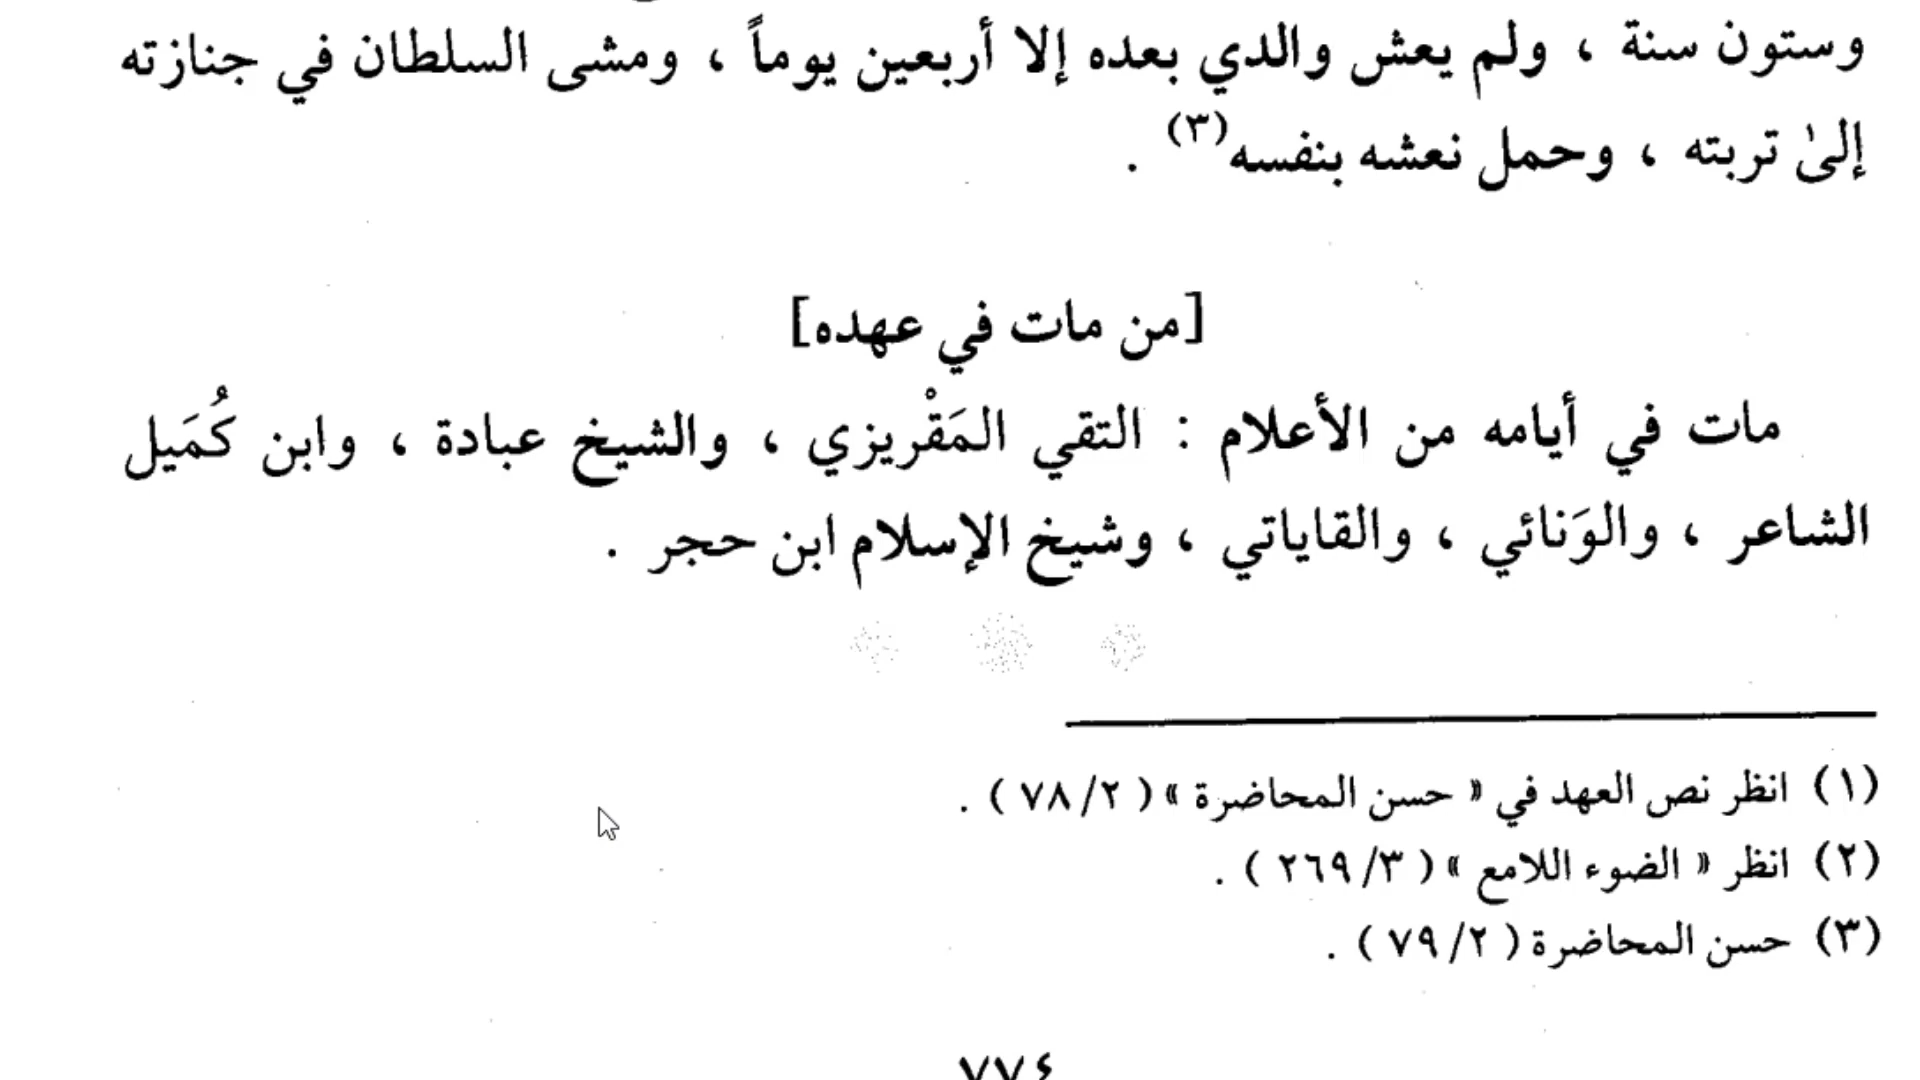 وستون سنة ، ولم يعش والدي بعده إلا أربعين يوماً ، ومشى السلطان في جنازته
إلىٰ تربته ، وحمل نعشه بنفسه(٣) .
[من مات في عهده]
مات في أيامه من الأعلام : التقي المَقْريزي ، والشيخ عبادة ، وابن كُمَيل
الشاعر ، والوَنائي ، والقاياتي ، وشيخ الإسلام ابن حجر .
(١) انظر نص العهد في « حسن المحاضرة » ( ٧٨/٢ ) .
(٢) انظر « الضوء اللامع » ( ٢٦٩/٣ ) .
(٣) حسن المحاضرة ( ٧٩/٢ ) .
٧٧٤